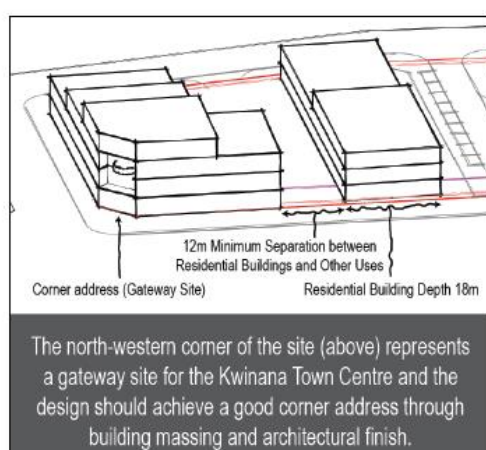 12m Minimum Separation between
Residential Buildings and Other Uses
Corner address (Gateway Site)
Residential Building Depth 18m
The north-western corner of the site (above) represents
a gateway site for the Kwinana Town Centre and the
design should achieve a good corner address through
building massing and architectural finish.